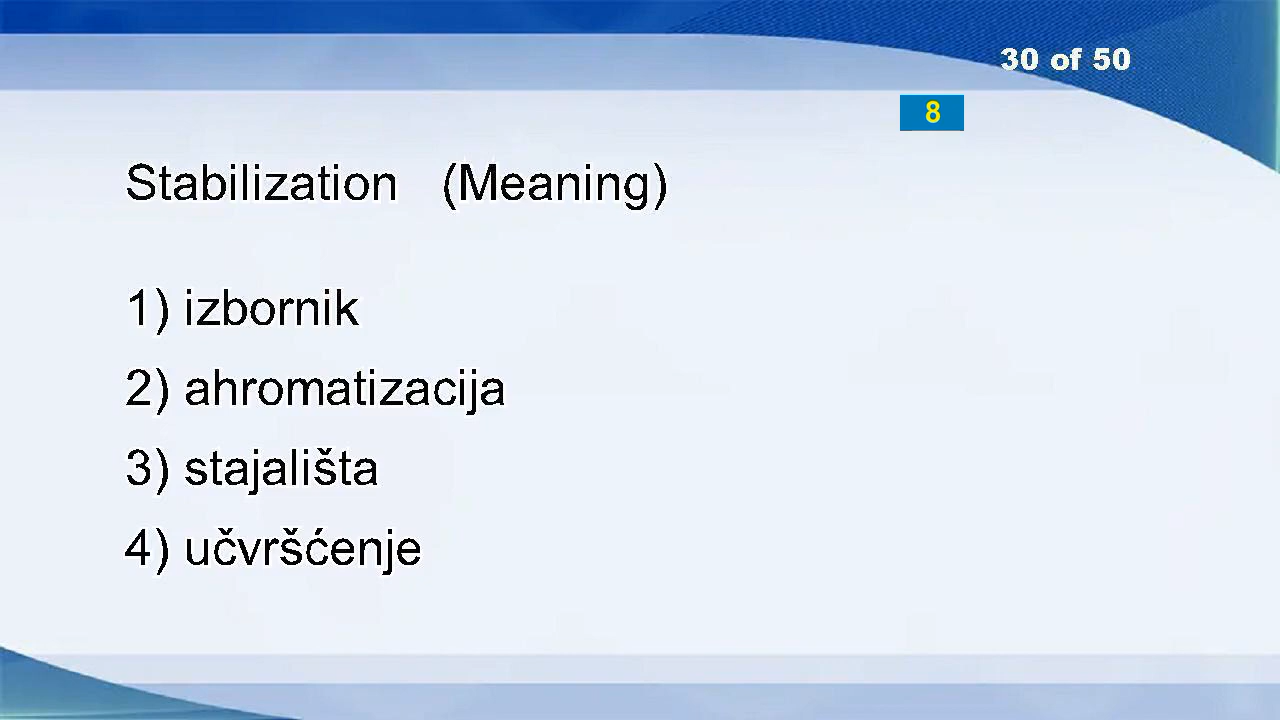 30 of 50
8
Stabilization (Meaning)
1) izbornik
2) ahromatizacija
3) stajališta
4) učvršćenje